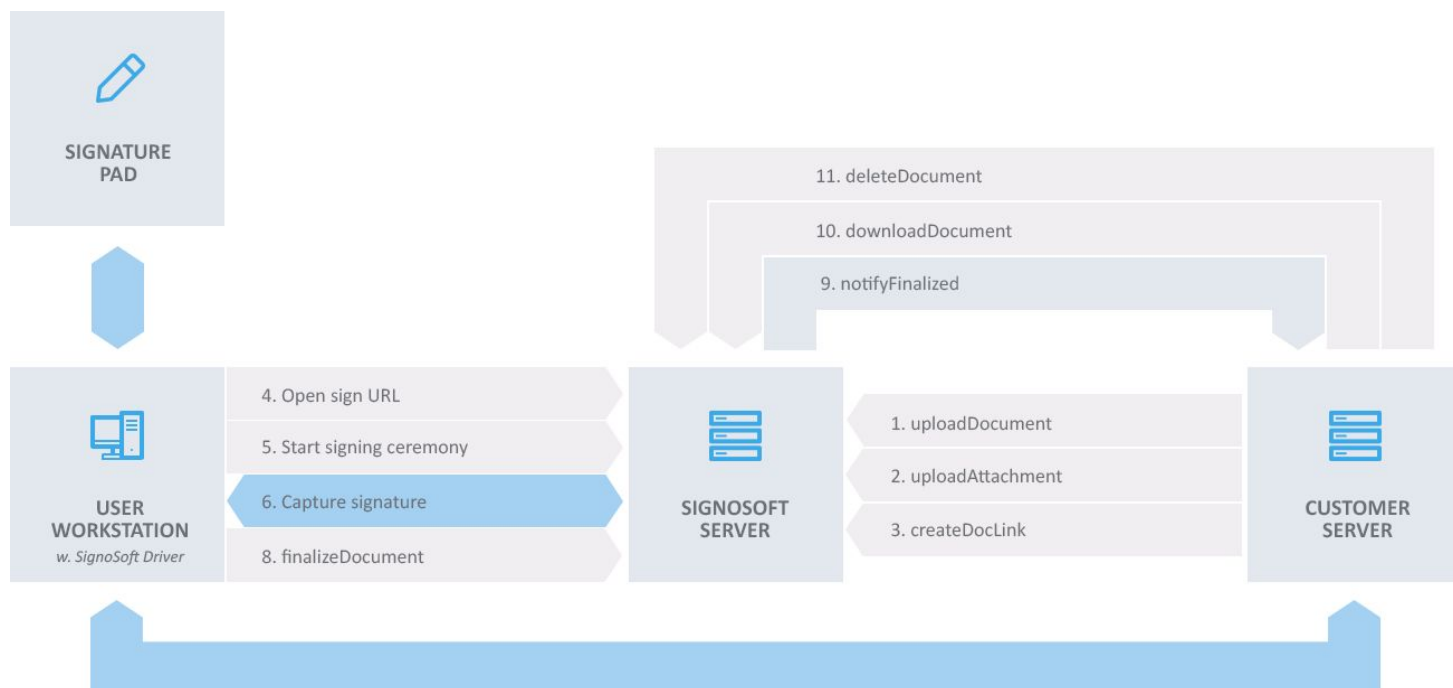 SIGNATURE
PAD
11. deleteDocument
10. downloadDocument
9. notifyFinalized
USER
WORKSTATION
w. SignoSoft Driver
4. Open sign URL
5. Start signing ceremony
6. Capture signature
8. finalizeDocument
SIGNOSOFT
SERVER
1. uploadDocument
2. uploadAttachment
3. createDocLink
CUSTOMER
SERVER